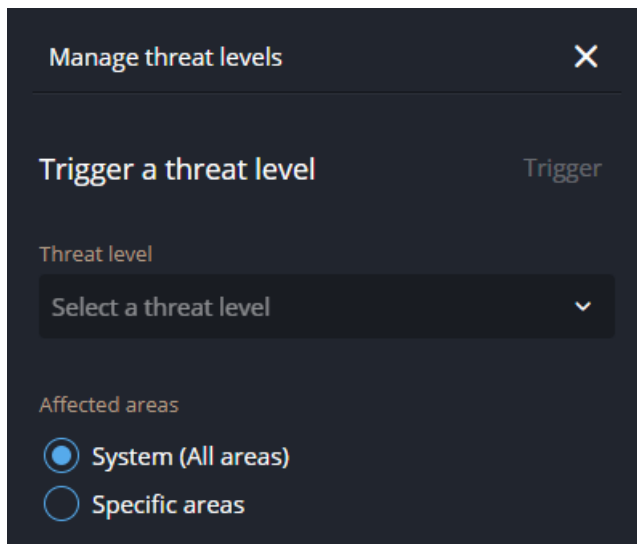 Manage threat levels
Trigger a threat level Trigger
Threat level
Select a threat level
Affected areas
System (All areas)
Specific areas